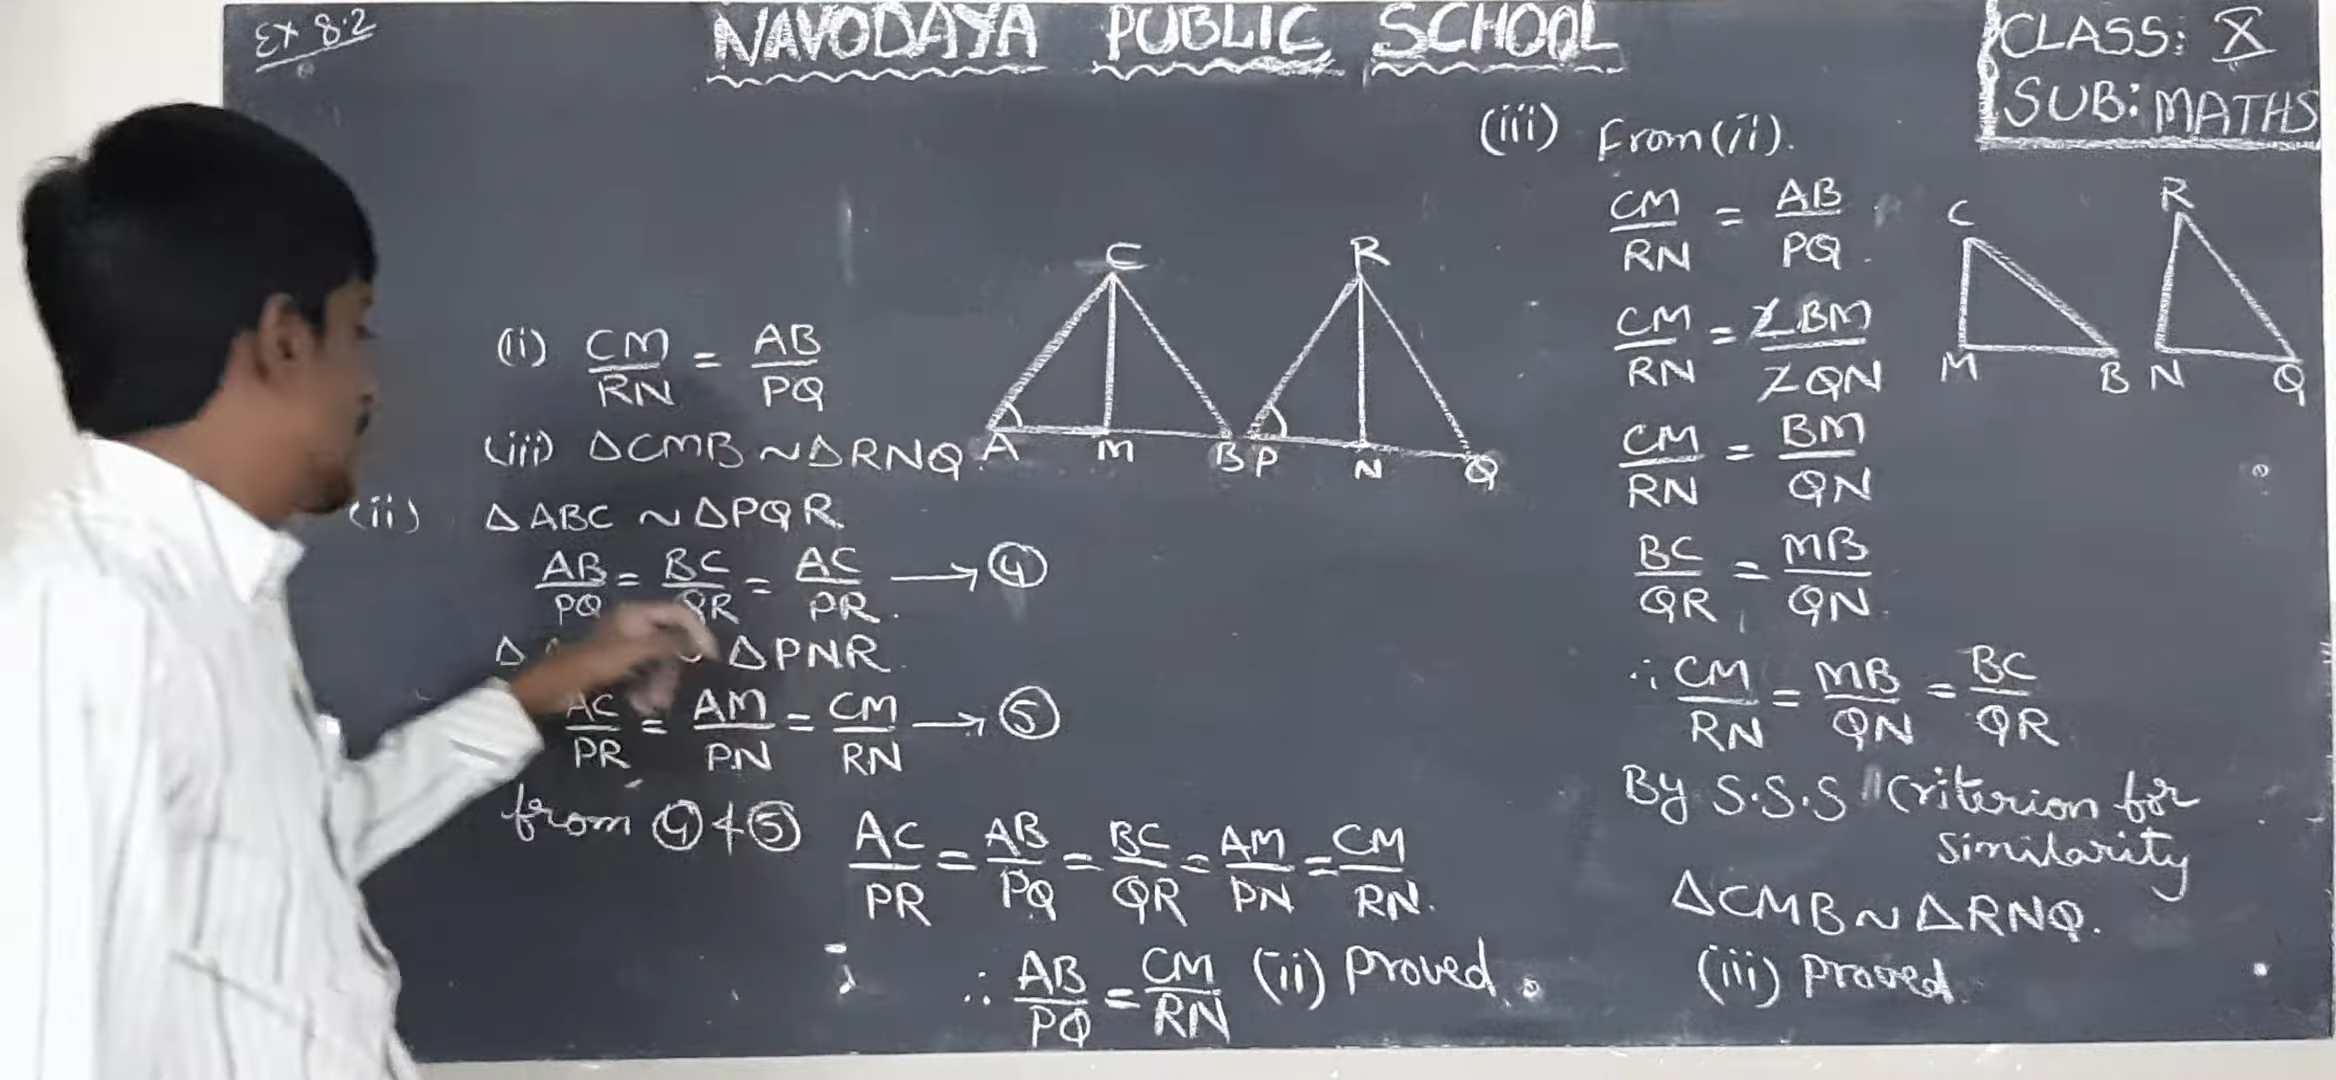 Ex 8.2
NAVODAYA PUBLIC SCHOOL
CLASS: X
SUB: MATHS
(ii) CM/RN = AB/PQ
(iii) ΔCMB ~ ΔRNQ
(ii) ΔABC ~ ΔPQR
AB/PQ = BC/QR = AC/PR. → ④
Δ ΔPNR.
AC/PR = AM/PN = CM/RN → ⑤
from ④ & ⑤
AC/PR = AB/PQ = BC/QR = AM/PN = CM/RN.
∴ AB/PQ = CM/RN (ii) Proved.
C
A M B
R
P N Q
(iii) From (ii).
CM/RN = AB/PQ.
CM/RN = 2BM/2QN
CM/RN = BM/QN
BC/QR = MB/QN.
∴ CM/RN = MB/QN = BC/QR
By S.S.S Criterion for
similarity
ΔCMB ~ ΔRNQ.
(iii) Proved.
C
M B
R
N Q